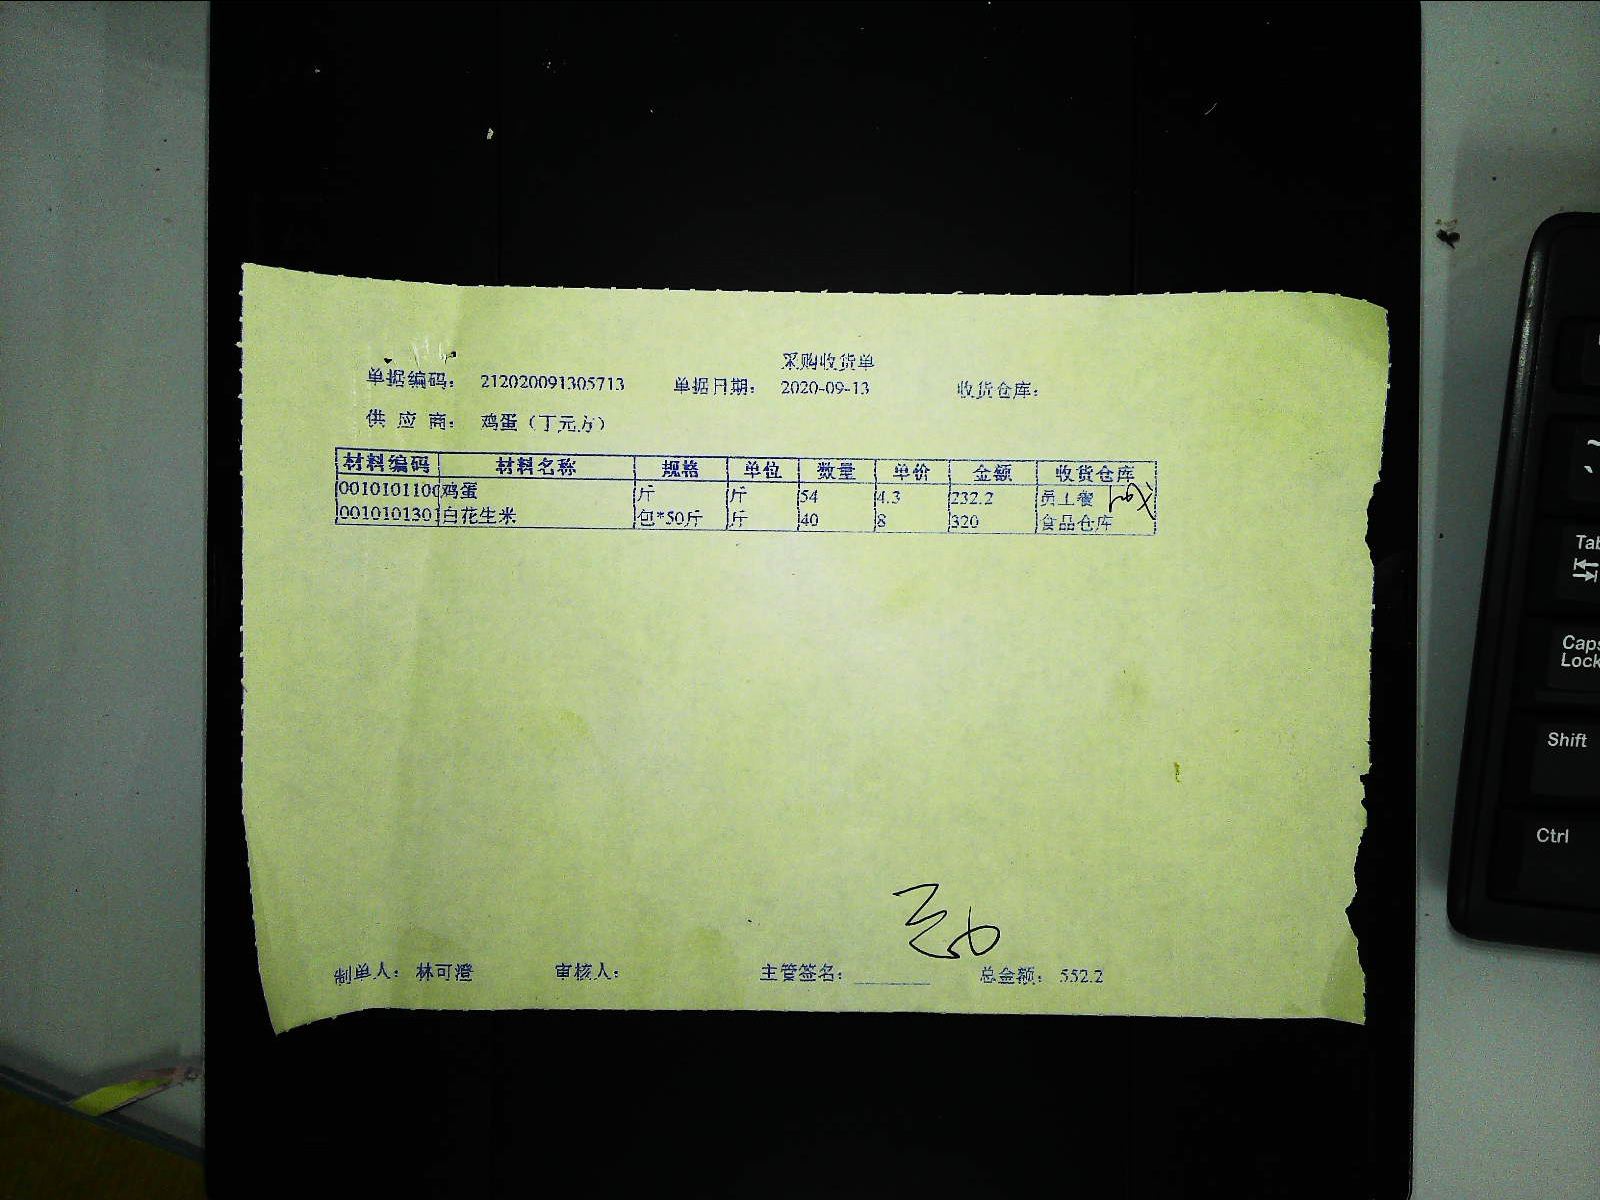 采购收货单
单据编码： 212020091305713 单据日期： 2020-09-13 收货仓库：
供 应 商： 鸡蛋（丁元方）
材料编码 材料名称 规格 单位 数量 单价 金额 收货仓库
0010101100 鸡蛋 斤 斤 54 4.3 232.2 员工餐
0010101301 白花生米 包*50斤 斤 40 8 320 食品仓库
制单人： 林可澄 审核人： 主管签名： 总金额： 552.2
Tab
Caps
Lock
Shift
Ctrl